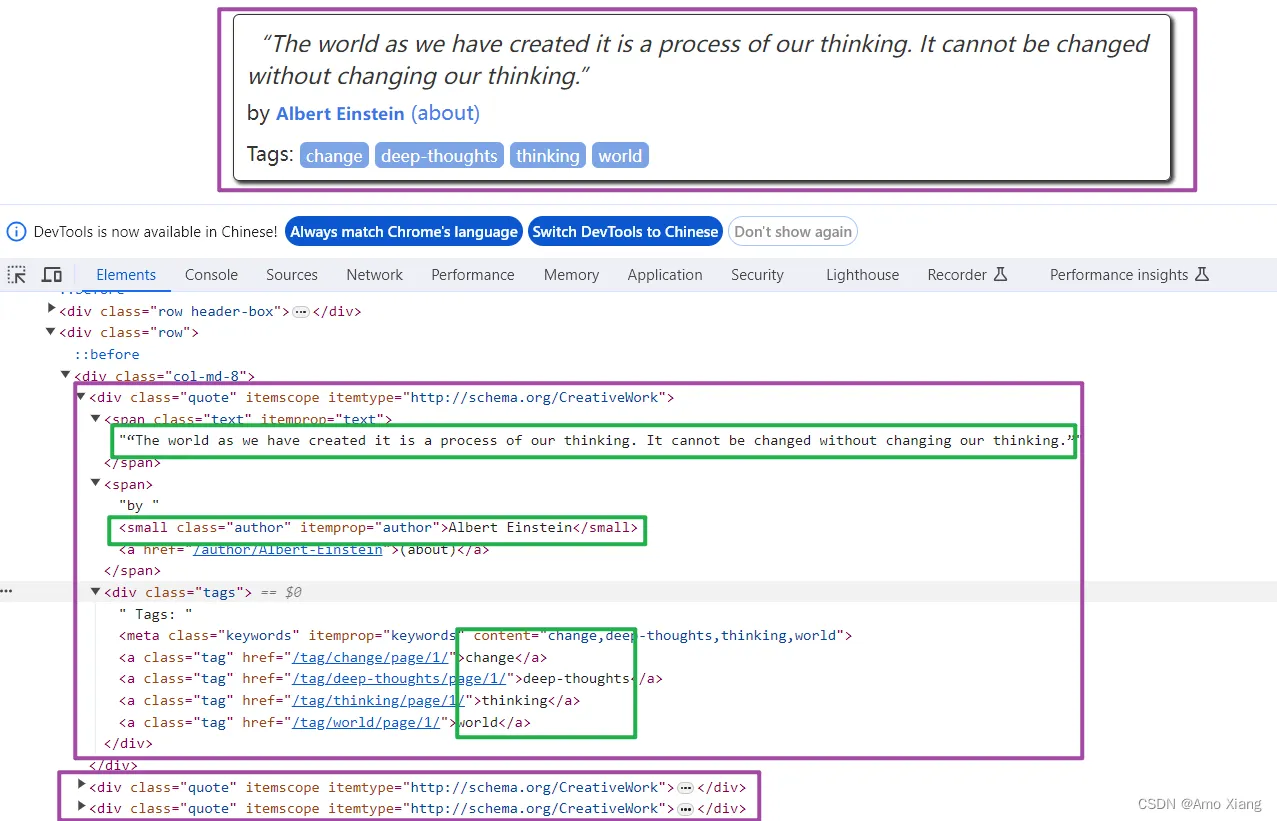 “The world as we have created it is a process of our thinking. It cannot be changed
without changing our thinking.”
by Albert Einstein (about)
Tags: change deep-thoughts thinking world
DevTools is now available in Chinese! Always match Chrome's language Switch DevTools to Chinese Don't show again
Elements Console Sources Network Performance Memory Application Security Lighthouse Recorder Performance insights
::before
<div class="row header-box"> ••• </div>
<div class="row">
::before
<div class="col-md-8">
<div class="quote" itemscope itemtype="http://schema.org/CreativeWork">
<span class="text" itemprop="text">
"“The world as we have created it is a process of our thinking. It cannot be changed without changing our thinking.”"
</span>
<span>
"by "
<small class="author" itemprop="author">Albert Einstein</small>
<a href="/author/Albert-Einstein">(about)</a>
</span>
••• <div class="tags"> == $0
" Tags: "
<meta class="keywords" itemprop="keywords" content="change,deep-thoughts,thinking,world">
<a class="tag" href="/tag/change/page/1/">change</a>
<a class="tag" href="/tag/deep-thoughts/page/1/">deep-thoughts</a>
<a class="tag" href="/tag/thinking/page/1/">thinking</a>
<a class="tag" href="/tag/world/page/1/">world</a>
</div>
</div>
<div class="quote" itemscope itemtype="http://schema.org/CreativeWork"> ••• </div>
<div class="quote" itemscope itemtype="http://schema.org/CreativeWork"> ••• </div>
CSDN @Amo Xiang